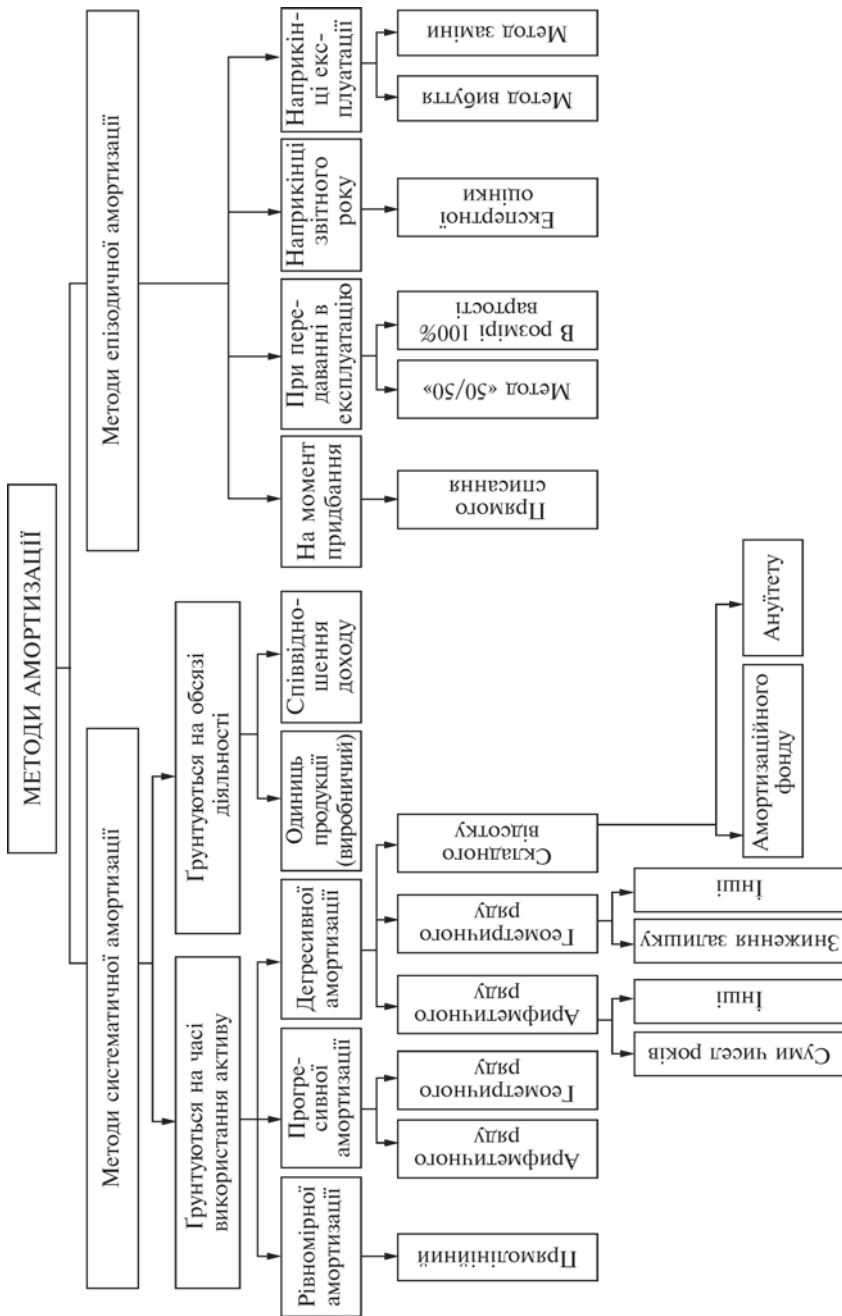 МЕТОДИ АМОРТИЗАЦІЇ
Методи систематичної амортизації
Методи епізодичної амортизації
Ґрунтуються на часі
використання активу
Ґрунтуються на обсязі
діяльності
Рівномірної
амортизації
Прогре-
сивної
амортизації
Дегресивної
амортизації
Одиниць
продукції
(виробничий)
Співвідно-
шення
доходу
На момент
придбання
При пере-
даванні в
експлуатацію
Наприкінці
звітного
року
Наприкін-
ці екс-
плуатації
Прямолінійний
Арифметичного
ряду
Геометричного
ряду
Арифметичного
ряду
Геометричного
ряду
Складного
відсотку
Прямого
списання
Метод «50/50»
В розмірі 100%
вартості
Експертної
оцінки
Метод вибуття
Метод заміни
Суми чисел років
Інші
Зниження залишку
Інші
Амортизаційного
фонду
Ануїтету